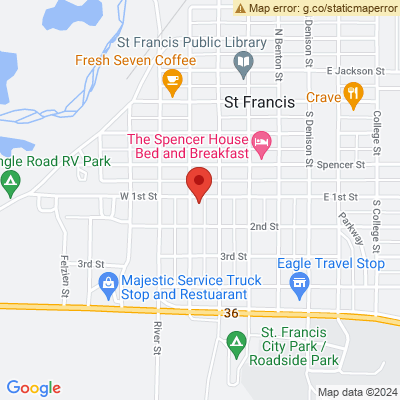 Map error: g.co/staticmaperror
St Francis Public Library
N Benton St
S Denison St
Fresh Seven Coffee
E Jackson St
St Francis
Crave
College St
The Spencer House
Bed and Breakfast
Spencer St
ngle Road RV Park
W 1st St
E 1st St
2nd St
Parkway
S College St
Felzien St
3rd St
3rd St
Majestic Service Truck
Stop and Restuarant
Eagle Travel Stop
36
River St
St. Francis
City Park /
Roadside Park
Google
Map data ©2024